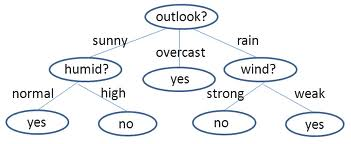 outlook?
sunny overcast rain
humid? yes wind?
normal high strong weak
yes no no yes